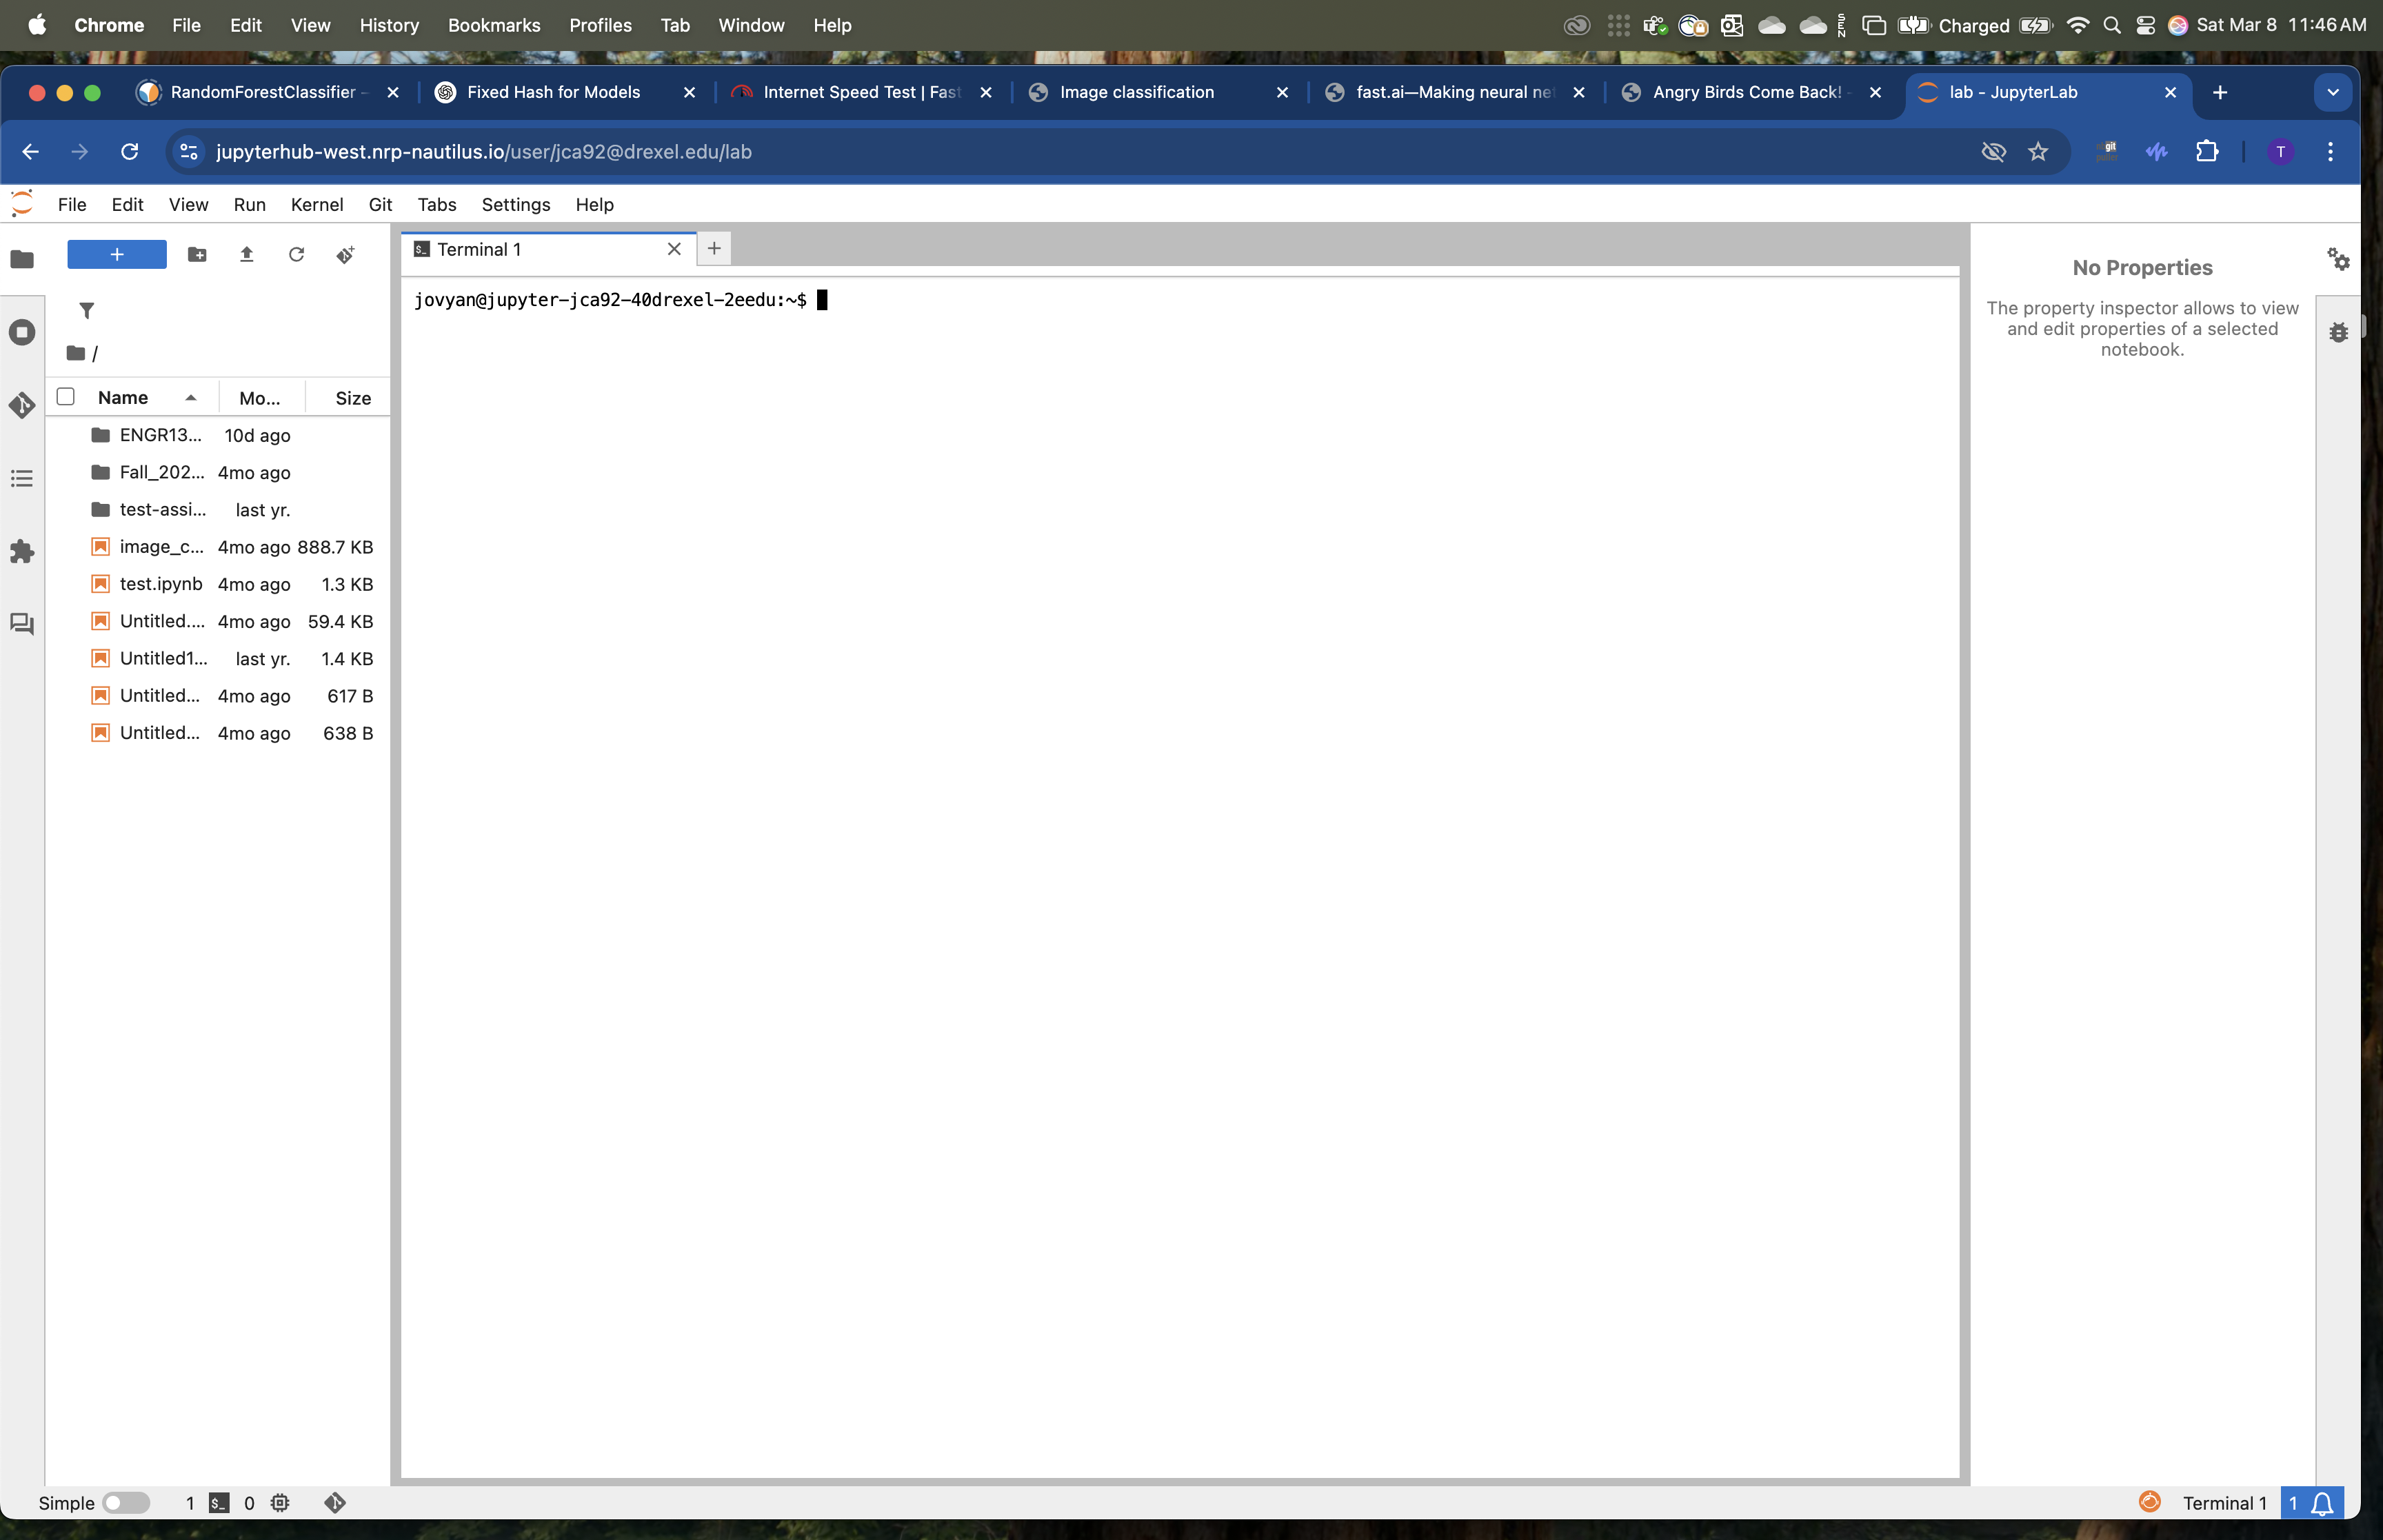 Chrome File Edit View History Bookmarks Profiles Tab Window Help Charged Sat Mar 8 11:46 AM
RandomForestClassifier - Fixed Hash for Models Internet Speed Test | Fast Image classification fast.ai—Making neural net Angry Birds Come Back! - lab - JupyterLab
jupyterhub-west.nrp-nautilus.io/user/jca92@drexel.edu/lab git T
File Edit View Run Kernel Git Tabs Settings Help
Terminal 1
No Properties
The property inspector allows to view
and edit properties of a selected
notebook.
jovyan@jupyter-jca92-40drexel-2eedu:~$
/
Name Mo... Size
ENGR13... 10d ago
Fall_202... 4mo ago
test-assi... last yr.
image_c... 4mo ago 888.7 KB
test.ipynb 4mo ago 1.3 KB
Untitled.... 4mo ago 59.4 KB
Untitled1... last yr. 1.4 KB
Untitled... 4mo ago 617 B
Untitled... 4mo ago 638 B
Simple 1 $_ 0 Terminal 1 1